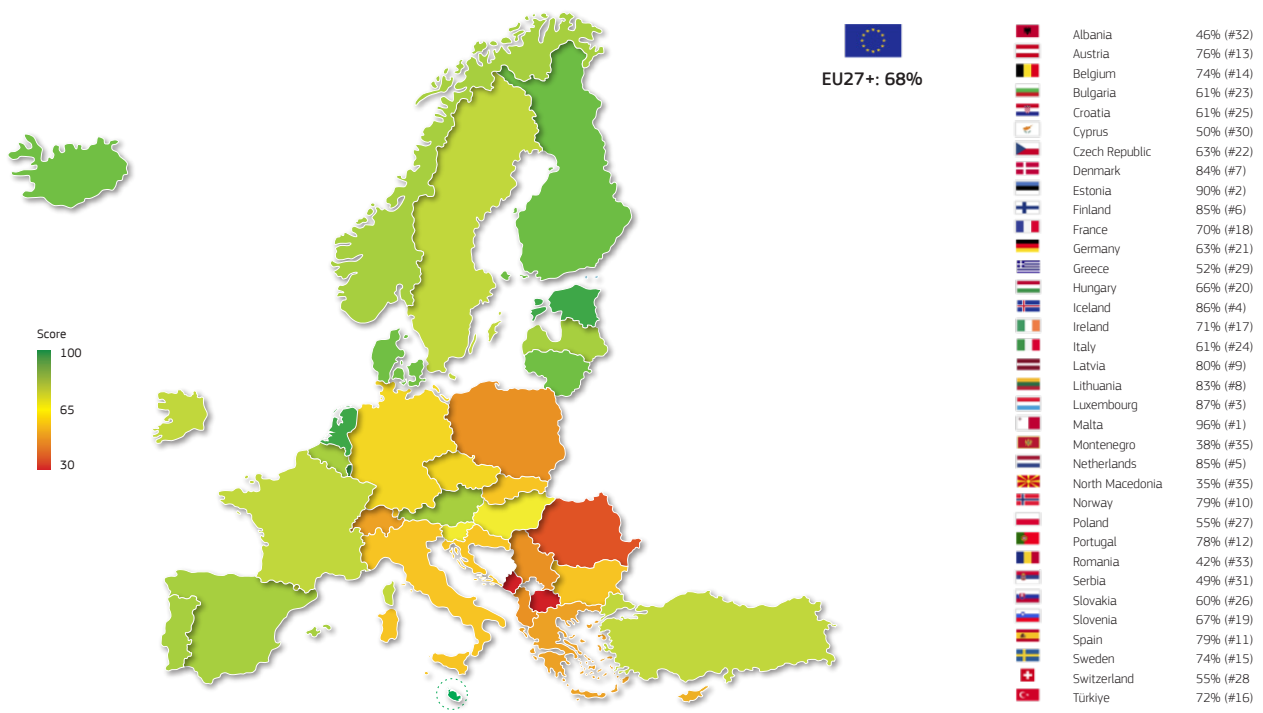 EU27+: 68%
Score
100
65
30
Albania 46% (#32)
Austria 76% (#13)
Belgium 74% (#14)
Bulgaria 61% (#23)
Croatia 61% (#25)
Cyprus 50% (#30)
Czech Republic 63% (#22)
Denmark 84% (#7)
Estonia 90% (#2)
Finland 85% (#6)
France 70% (#18)
Germany 63% (#21)
Greece 52% (#29)
Hungary 66% (#20)
Iceland 86% (#4)
Ireland 71% (#17)
Italy 61% (#24)
Latvia 80% (#9)
Lithuania 83% (#8)
Luxembourg 87% (#3)
Malta 96% (#1)
Montenegro 38% (#35)
Netherlands 85% (#5)
North Macedonia 35% (#35)
Norway 79% (#10)
Poland 55% (#27)
Portugal 78% (#12)
Romania 42% (#33)
Serbia 49% (#31)
Slovakia 60% (#26)
Slovenia 67% (#19)
Spain 79% (#11)
Sweden 74% (#15)
Switzerland 55% (#28
Türkiye 72% (#16)